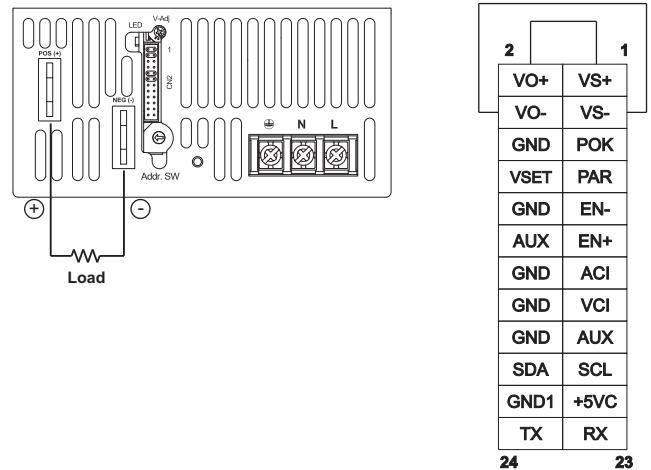 LED V-Adj
POS (+)
1
CN2
NEG (-)
N L
Addr. SW
+ -
Load
2 1
VO+ VS+
VO- VS-
GND POK
VSET PAR
GND EN-
AUX EN+
GND ACI
GND VCI
GND AUX
SDA SCL
GND1 +5VC
TX RX
24 23